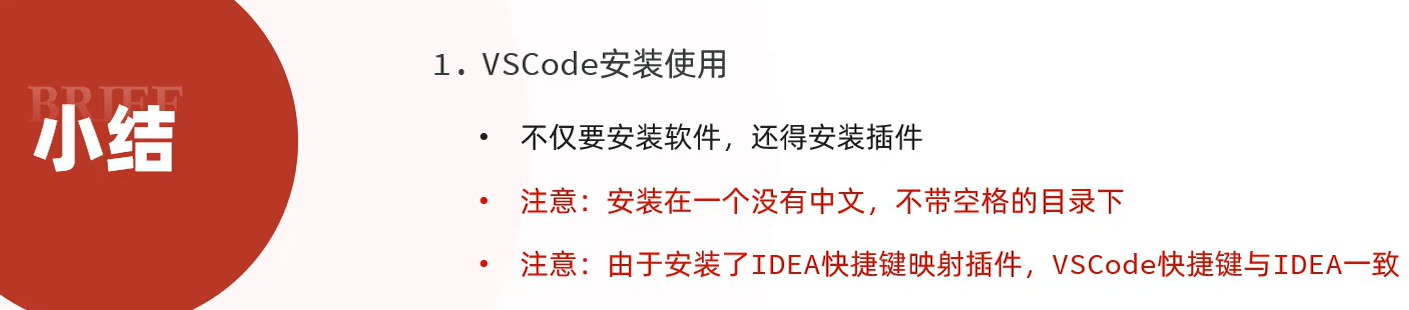 BRIEF
小结
1. VSCode安装使用
• 不仅要安装软件，还得安装插件
• 注意：安装在一个没有中文，不带空格的目录下
• 注意：由于安装了IDEA快捷键映射插件，VSCode快捷键与IDEA一致